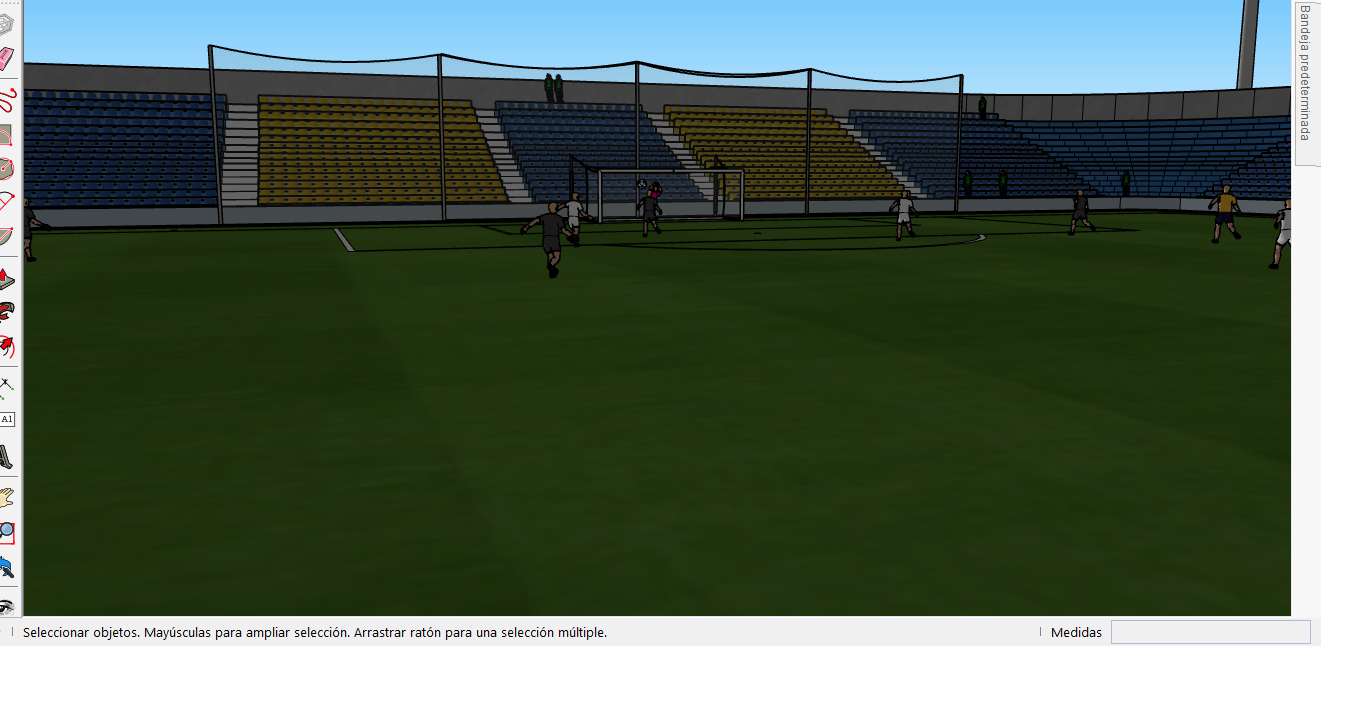 Bandeja predeterminada
A1
Seleccionar objetos. Mayúsculas para ampliar selección. Arrastrar ratón para una selección múltiple.
Medidas